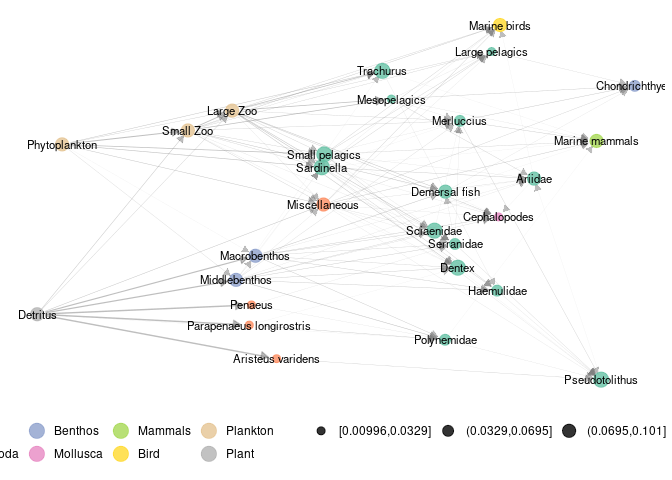 Marine birds
Large pelagics
Trachurus
Chondrichthye
Mesopelagics
Large Zoo
Merluccius
Small Zoo
Marine mammals
Phytoplankton
Small pelagics
Sardinella
Ariidae
Demersal fish
Miscellaneous
Cephalopodes
Sciaenidae
Serranidae
Macrobenthos
Dentex
Middlebenthos
Haemulidae
Penaeus
Detritus
Parapenaeus longirostris
Polynemidae
Aristeus varidens
Pseudotolithus
Benthos Mammals Plankton [0.00996,0.0329] (0.0329,0.0695] (0.0695,0.101]
oda Mollusca Bird Plant